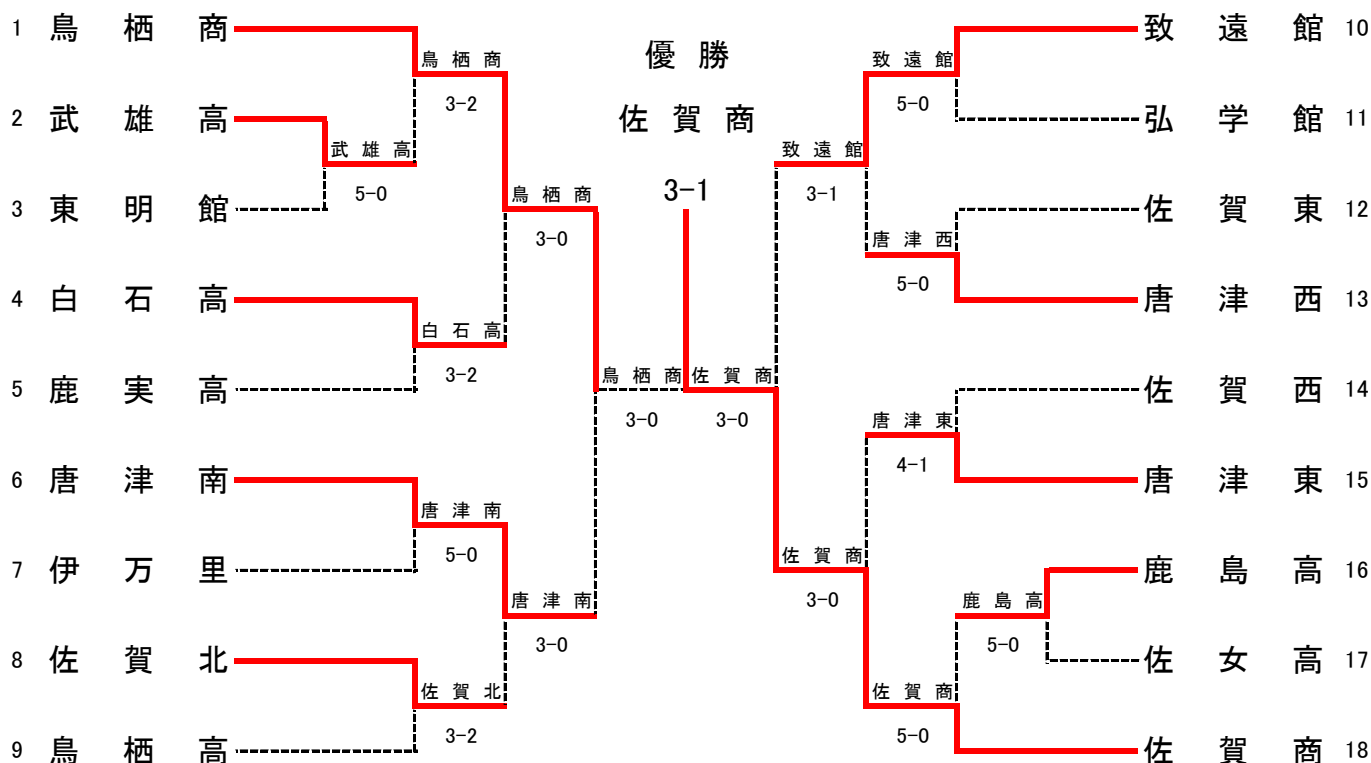 1 鳥栖商
2 武雄高
3 東明館
4 白石高
5 鹿実高
6 唐津南
7 伊万里
8 佐賀北
9 鳥栖高
武雄高
5-0
鳥栖商
3-2
白石高
3-2
唐津南
5-0
佐賀北
3-2
鳥栖商
3-0
唐津南
3-0
鳥栖商
3-0
優勝
佐賀商
3-1
佐賀商
3-0
致遠館
3-1
佐賀商
3-0
致遠館
5-0
唐津西
5-0
唐津東
4-1
佐賀商
5-0
鹿島高
5-0
致遠館 10
弘学館 11
佐賀東 12
唐津西 13
佐賀西 14
唐津東 15
鹿島高 16
佐女高 17
佐賀商 18